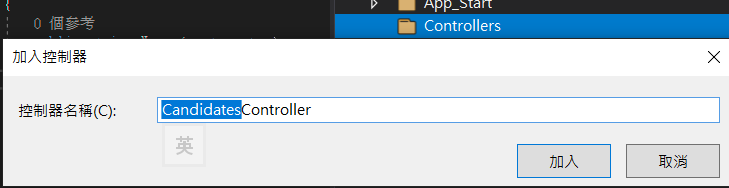 App_Start
0 個參考
Controllers
加入控制器
控制器名稱(C):
CandidatesController
英
加入
取消